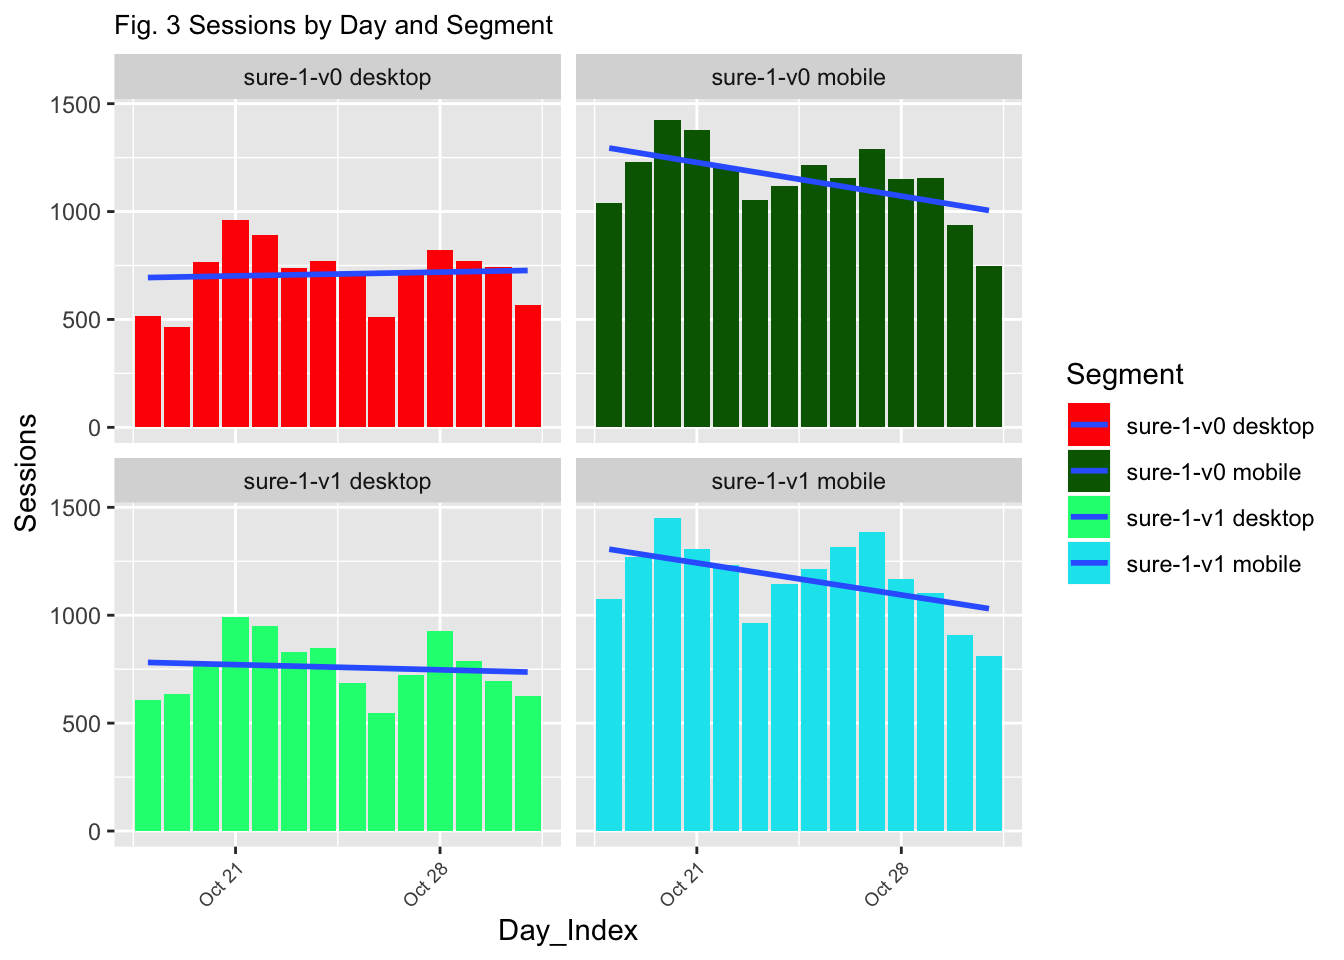 Fig. 3 Sessions by Day and Segment
sure-1-v0 desktop
sure-1-v0 mobile
1500
1000
500
0
sure-1-v1 desktop
sure-1-v1 mobile
1500
1000
500
0
Sessions
Oct 21
Oct 28
Oct 21
Oct 28
Day_Index
Segment
sure-1-v0 desktop
sure-1-v0 mobile
sure-1-v1 desktop
sure-1-v1 mobile